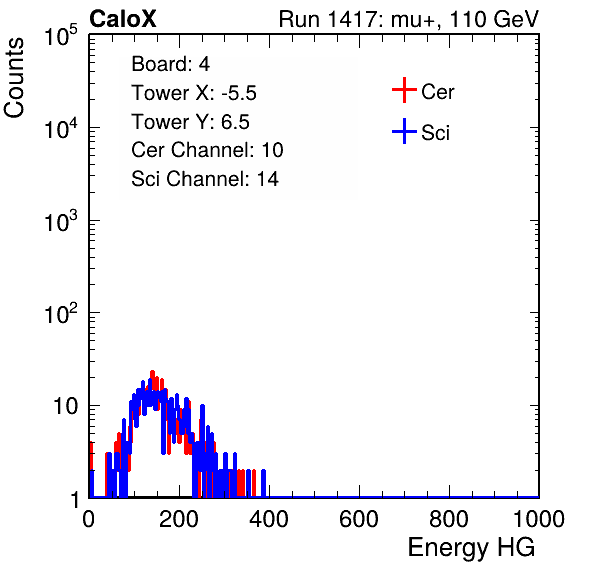 CaloX Run 1417: mu+, 110 GeV
Counts
10^5
10^4
10^3
10^2
10
1
Board: 4
Tower X: -5.5
Tower Y: 6.5
Cer Channel: 10
Sci Channel: 14
Cer
Sci
0 200 400 600 800 1000
Energy HG